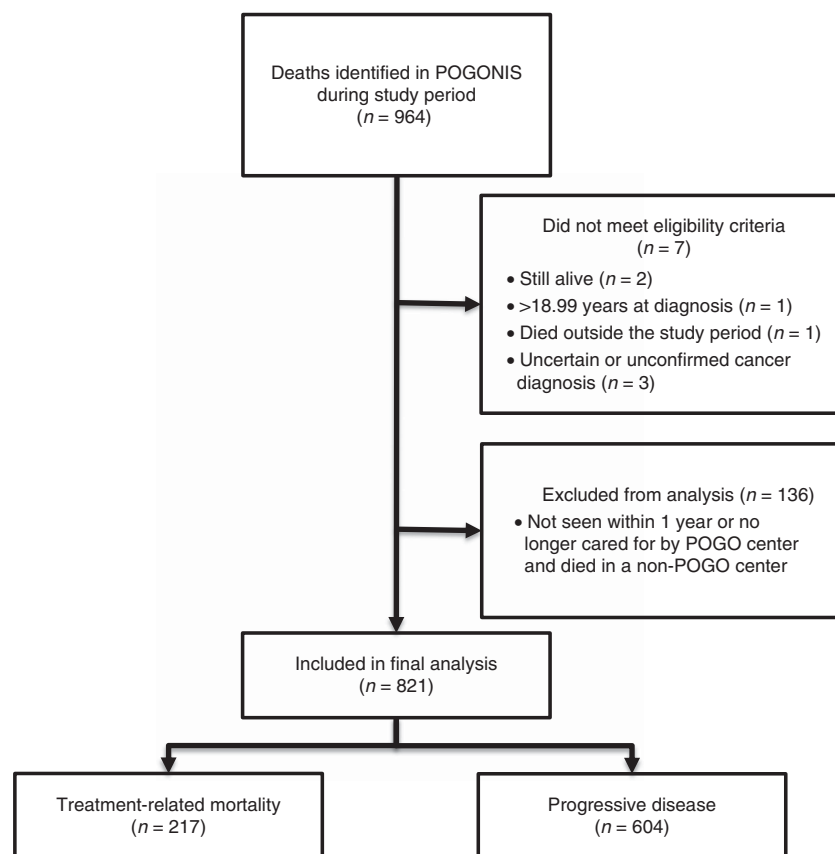 Deaths identified in POGONIS
during study period
(n = 964)
Did not meet eligibility criteria
(n = 7)
• Still alive (n = 2)
• >18.99 years at diagnosis (n = 1)
• Died outside the study period (n = 1)
• Uncertain or unconfirmed cancer
diagnosis (n = 3)
Excluded from analysis (n = 136)
• Not seen within 1 year or no
longer cared for by POGO center
and died in a non-POGO center
Included in final analysis
(n = 821)
Treatment-related mortality
(n = 217)
Progressive disease
(n = 604)